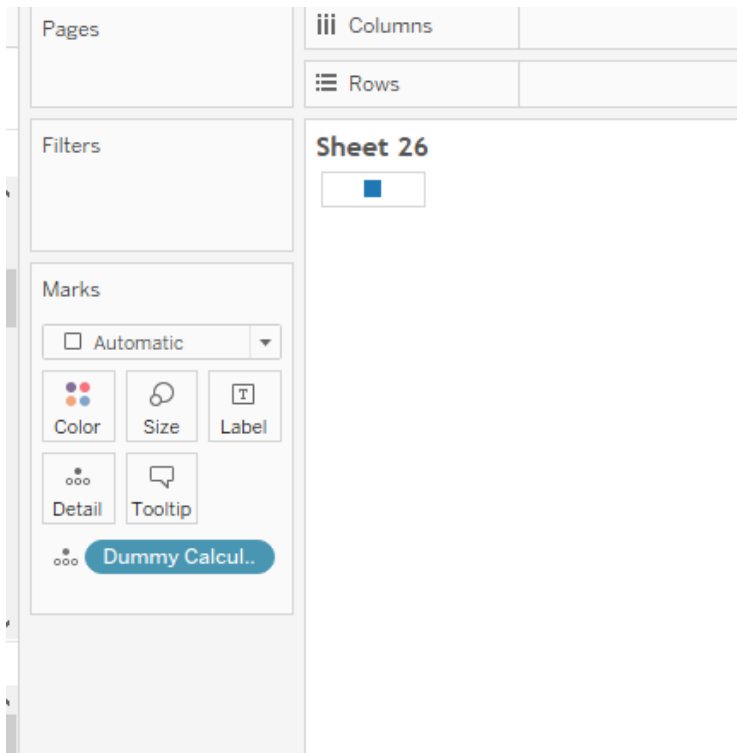 Pages
Columns
Rows
Filters
Sheet 26
Marks
Automatic
Color Size Label
T
Detail Tooltip
Dummy Calcul..